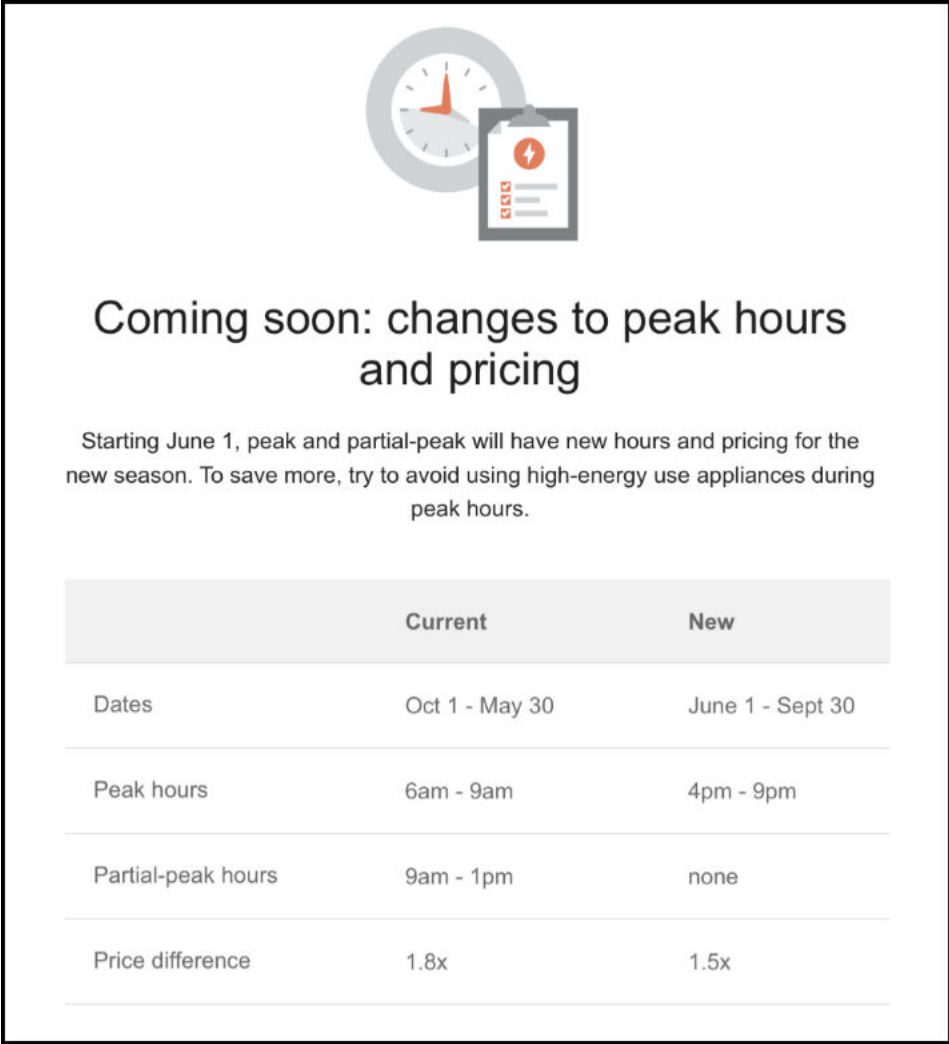 Coming soon: changes to peak hours
and pricing
Starting June 1, peak and partial-peak will have new hours and pricing for the
new season. To save more, try to avoid using high-energy use appliances during
peak hours.
Current New
Dates Oct 1 - May 30 June 1 - Sept 30
Peak hours 6am - 9am 4pm - 9pm
Partial-peak hours 9am - 1pm none
Price difference 1.8x 1.5x